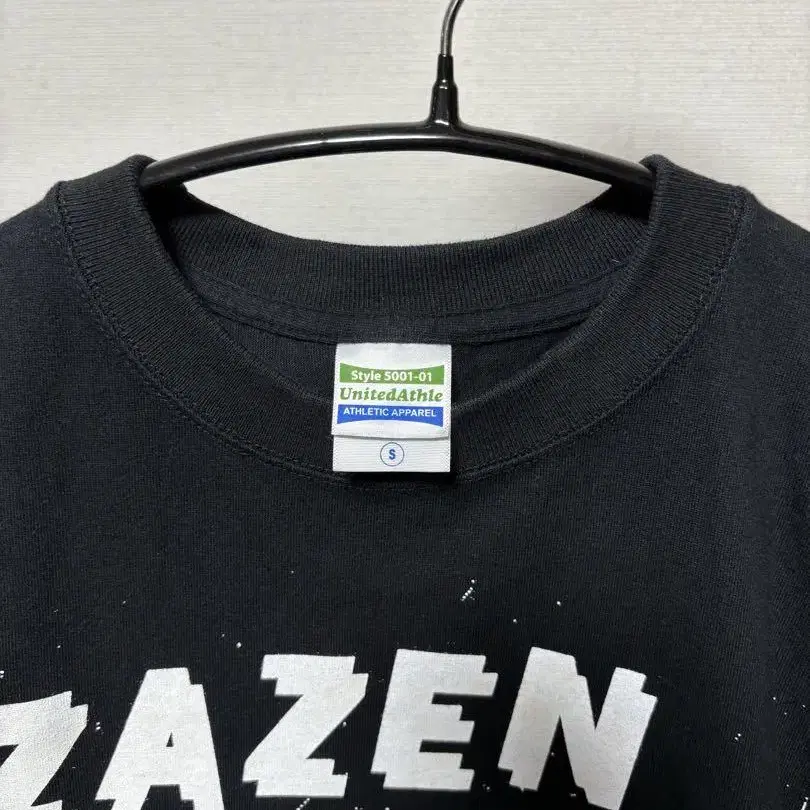 Style 5001-01
UnitedAthle
ATHLETIC APPAREL
S
ZAZEN